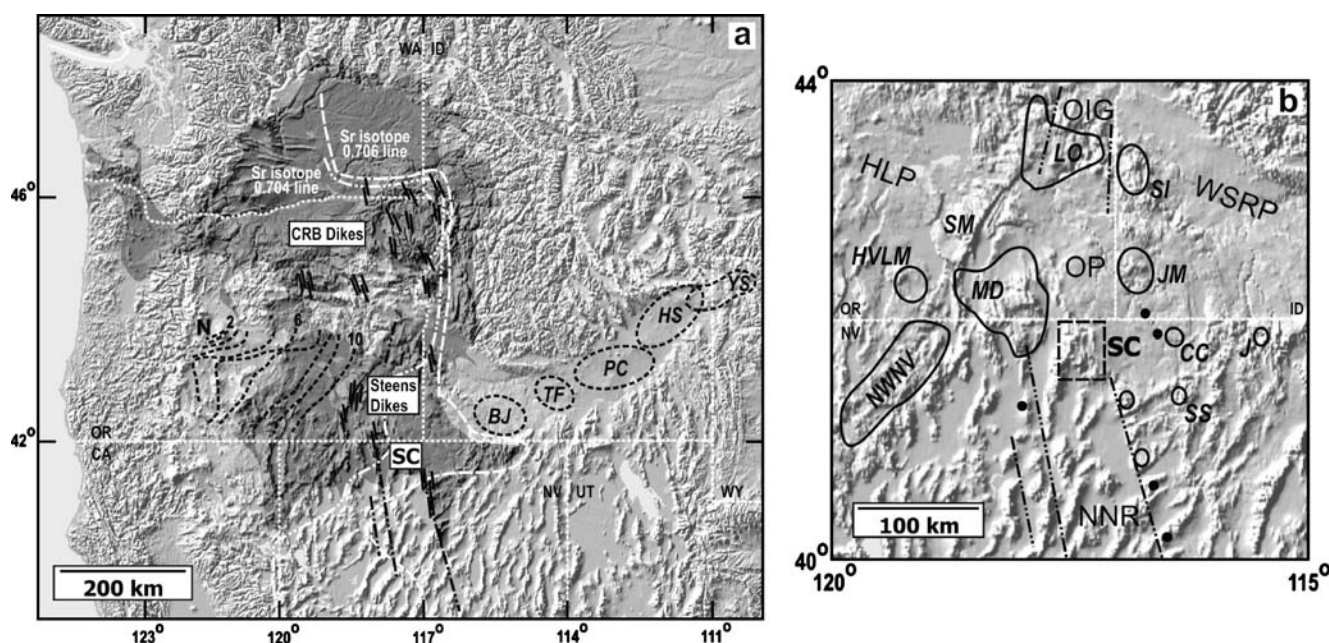 a
WA ID
Sr isotope
0.706 line
Sr isotope
0.704 line
46°
CRB Dikes
YS
HS
N
2
6
10
PC
Steens
Dikes
TF
BJ
42°
OR
CA
SC
NV UT
WY
200 km
123°
120°
117°
114°
111°
b
44°
OIG
LO
HLP
SI
WSRP
SM
HVLM
OP
JM
MD
OR
NV
ID
SC
CC
J
NWNV
SS
100 km
NNR
40°
120°
115°